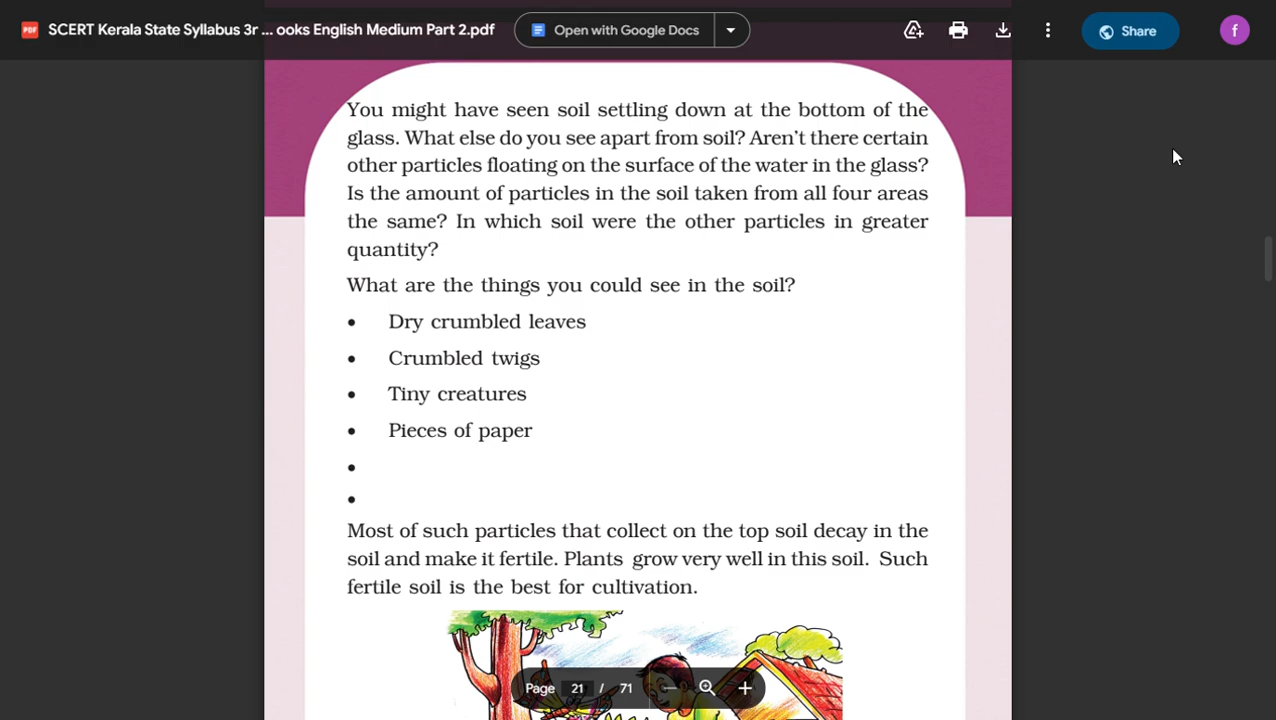 SCERT Kerala State Syllabus 3r ... ooks English Medium Part 2.pdf
Open with Google Docs
Share
f
You might have seen soil settling down at the bottom of the
glass. What else do you see apart from soil? Aren't there certain
other particles floating on the surface of the water in the glass?
Is the amount of particles in the soil taken from all four areas
the same? In which soil were the other particles in greater
quantity?
What are the things you could see in the soil?
• Dry crumbled leaves
• Crumbled twigs
• Tiny creatures
• Pieces of paper
•
•
Most of such particles that collect on the top soil decay in the
soil and make it fertile. Plants grow very well in this soil. Such
fertile soil is the best for cultivation.
Page 21 / 71